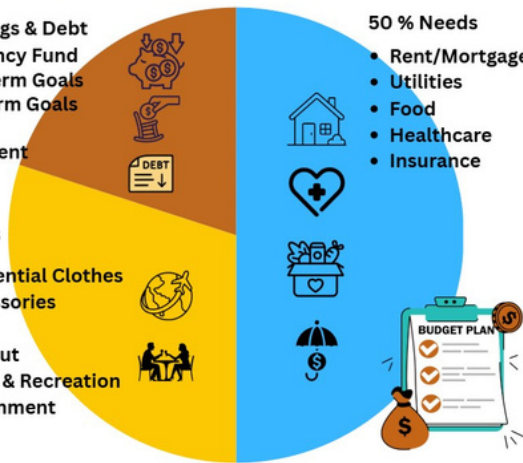 gs & Debt
ncy Fund
erm Goals
rm Goals
ent
DEBT
ential Clothes
sories
ut
& Recreation
nment
50 % Needs
• Rent/Mortgage
• Utilities
• Food
• Healthcare
• Insurance
BUDGET PLAN
$
$